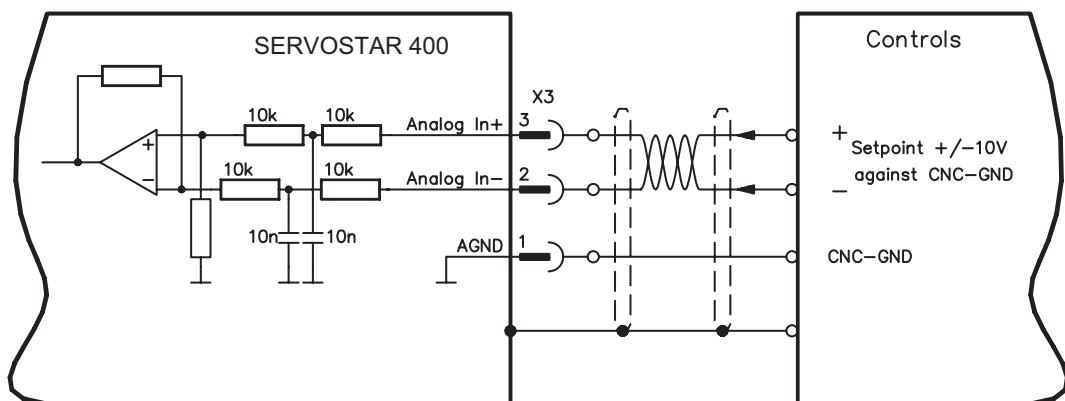 SERVOSTAR 400
Controls
X3
10k 10k
Analog In+ 3
+
Setpoint +/-10V
against CNC-GND
-
10k 10k
Analog In- 2
10n 10n
AGND 1
CNC-GND
+
-